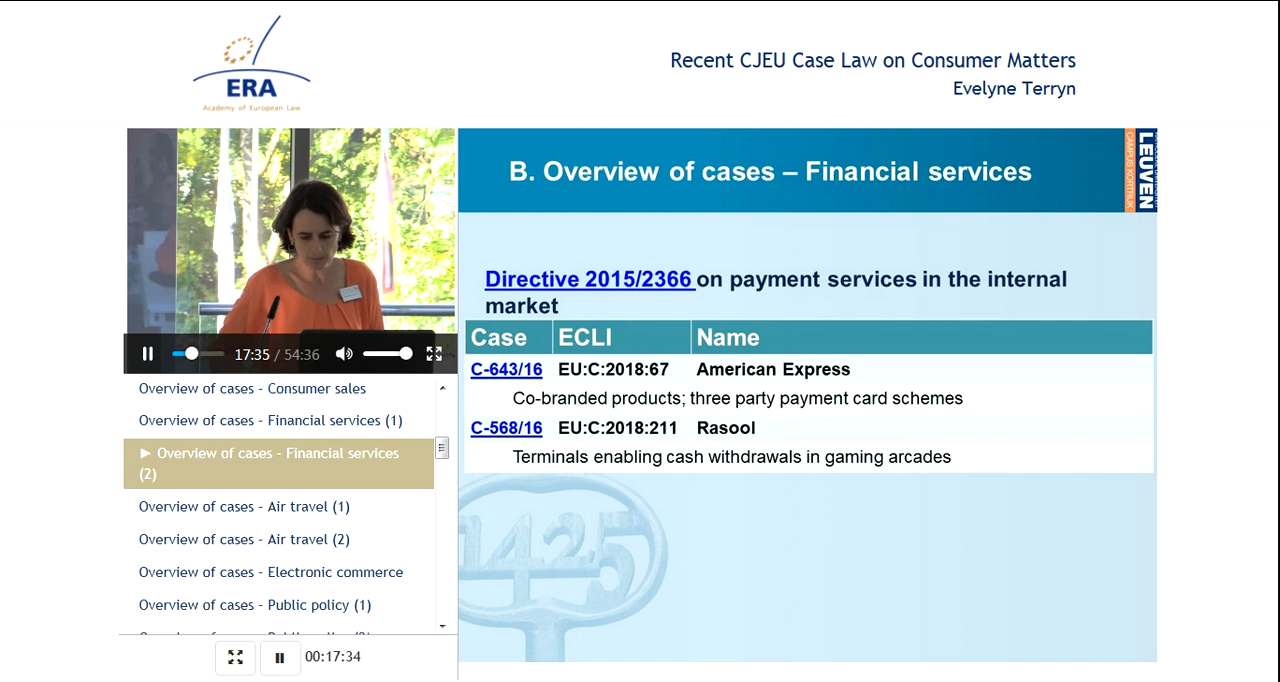 ERA
Academy of European Law
Recent CJEU Case Law on Consumer Matters
Evelyne Terryn
B. Overview of cases – Financial services
LEUVEN
CAMPUS KORTRIJK
Directive 2015/2366 on payment services in the internal
market
Case ECLI Name
C-643/16 EU:C:2018:67 American Express
Co-branded products; three party payment card schemes
C-568/16 EU:C:2018:211 Rasool
Terminals enabling cash withdrawals in gaming arcades
1425
17:35 / 54:36
Overview of cases - Consumer sales
Overview of cases - Financial services (1)
► Overview of cases - Financial services
(2)
Overview of cases - Air travel (1)
Overview of cases - Air travel (2)
Overview of cases - Electronic commerce
Overview of cases - Public policy (1)
00:17:34